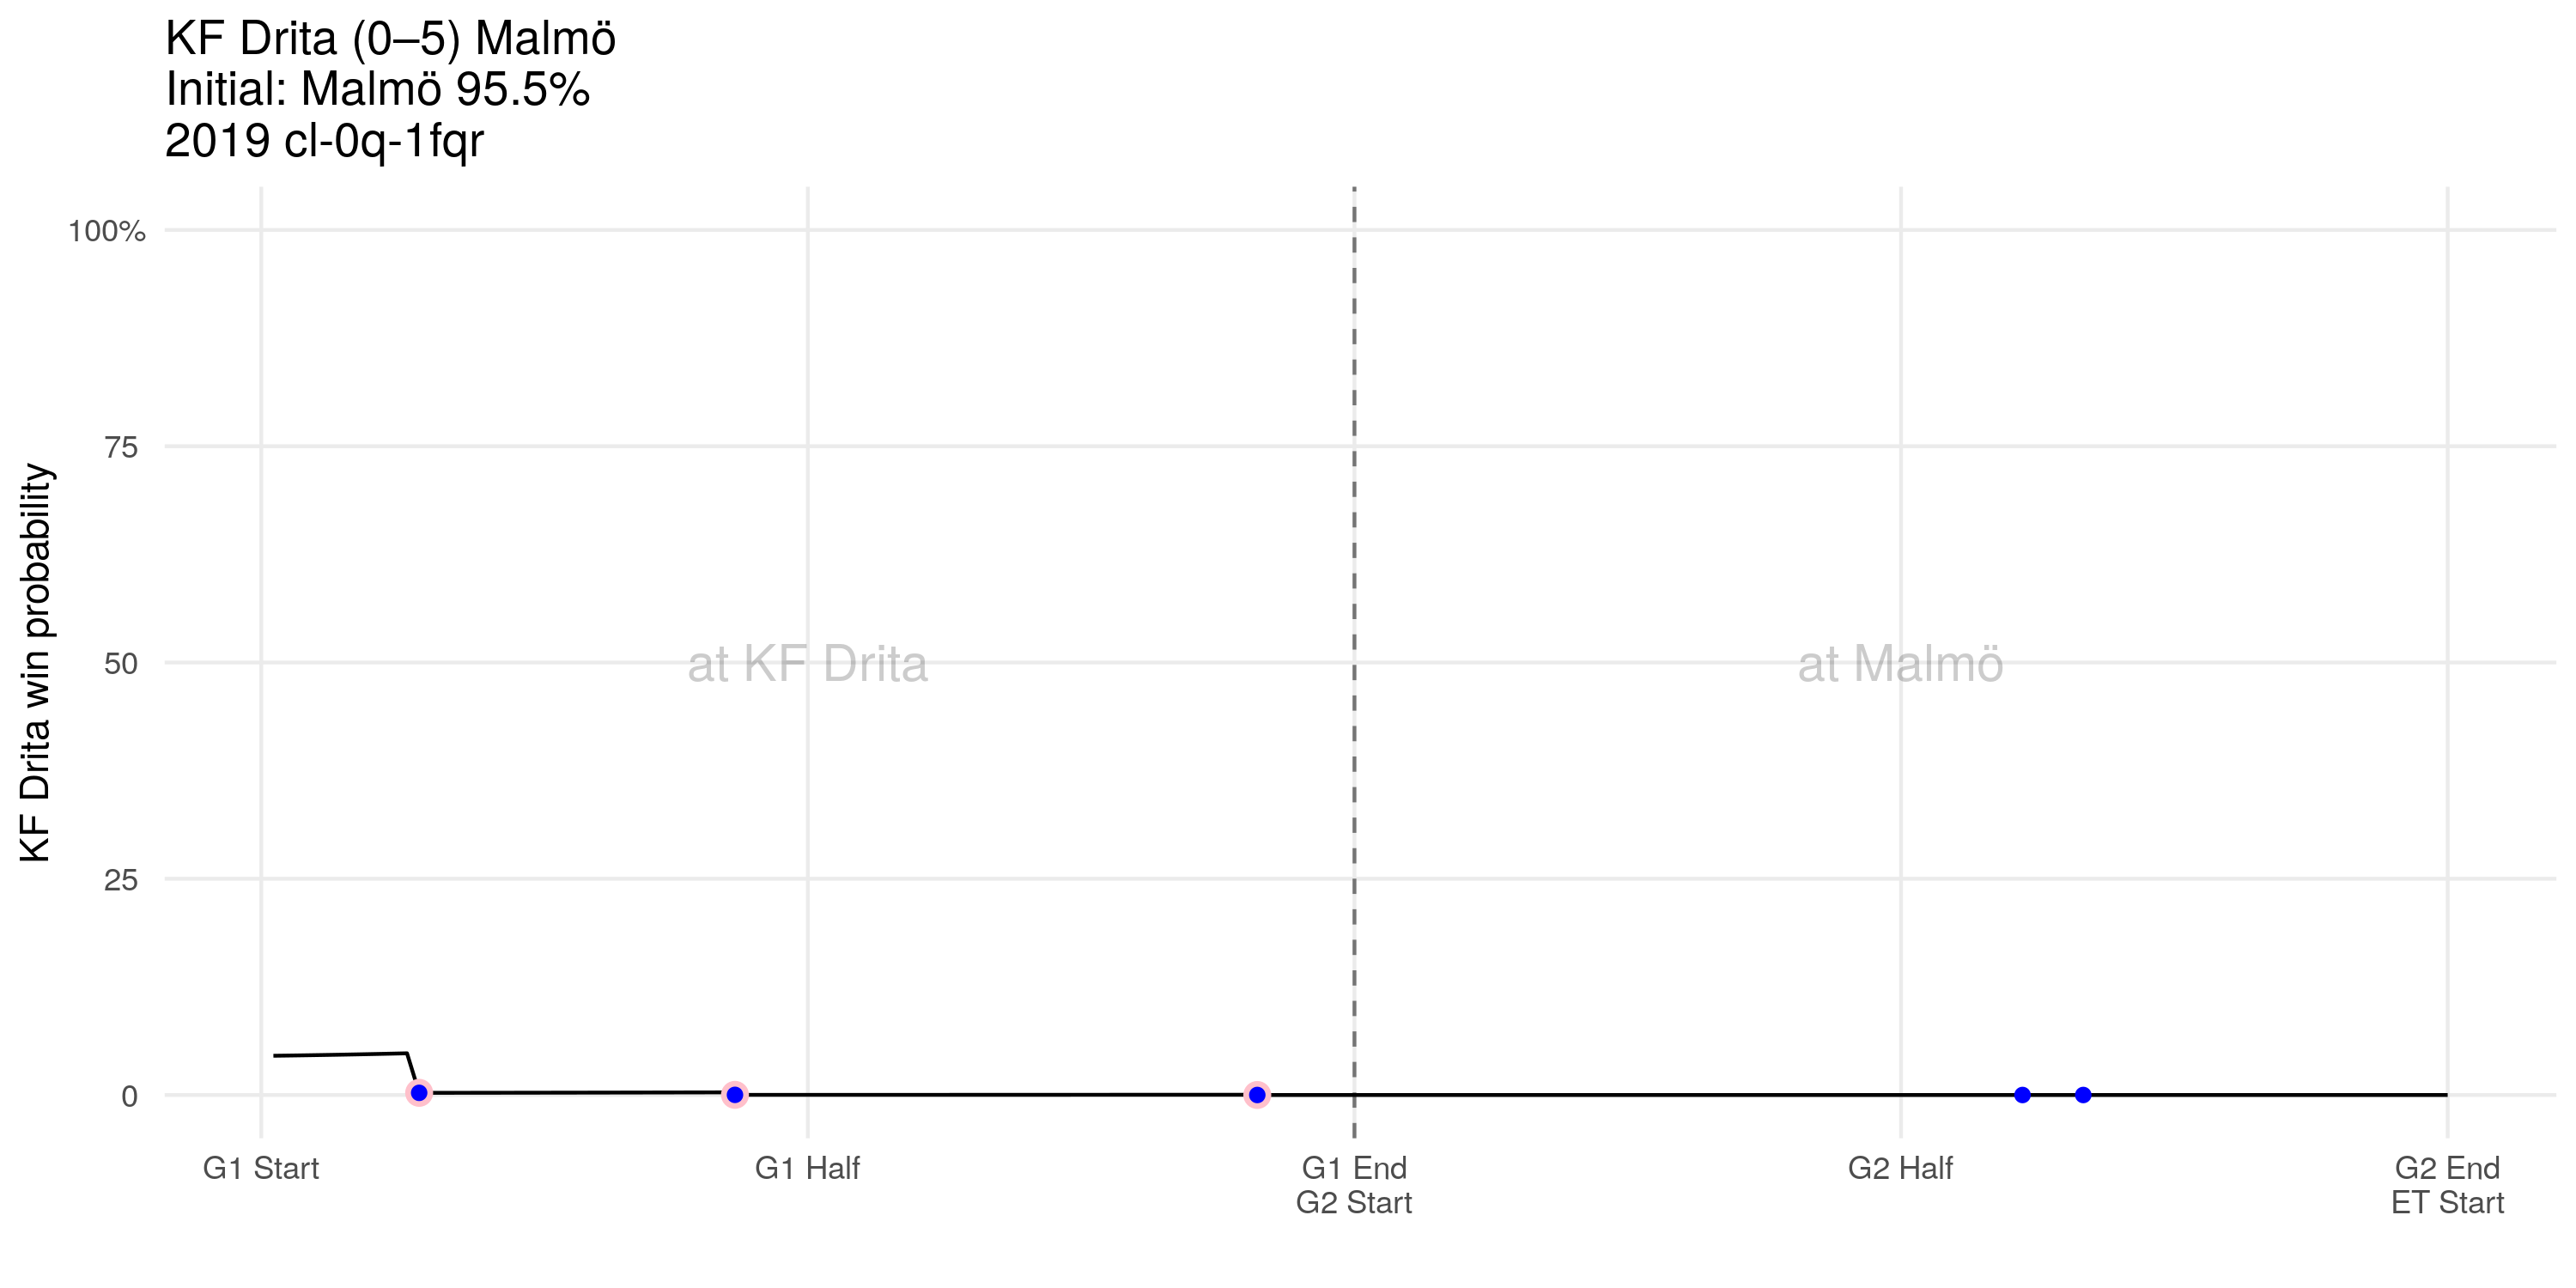 KF Drita (0–5) Malmö
Initial: Malmö 95.5%
2019 cl-0q-1fqr
KF Drita win probability
100%
75
50
25
0
at KF Drita
at Malmö
G1 Start
G1 Half
G1 End
G2 Start
G2 Half
G2 End
ET Start